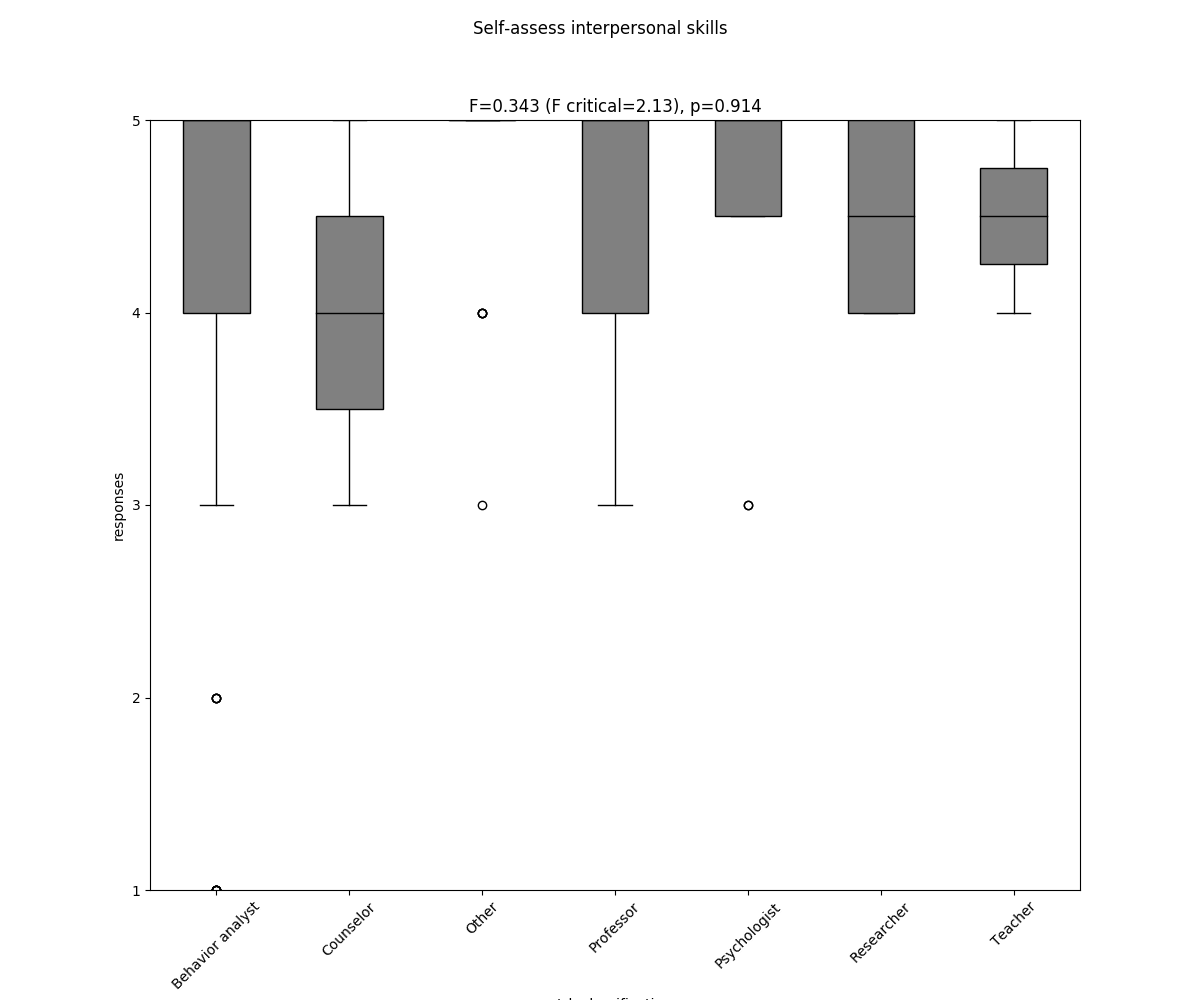 Self-assess interpersonal skills
F=0.343 (F critical=2.13), p=0.914
5
4
3
2
1
responses
Behavior analyst
Counselor
Other
Professor
Psychologist
Researcher
Teacher